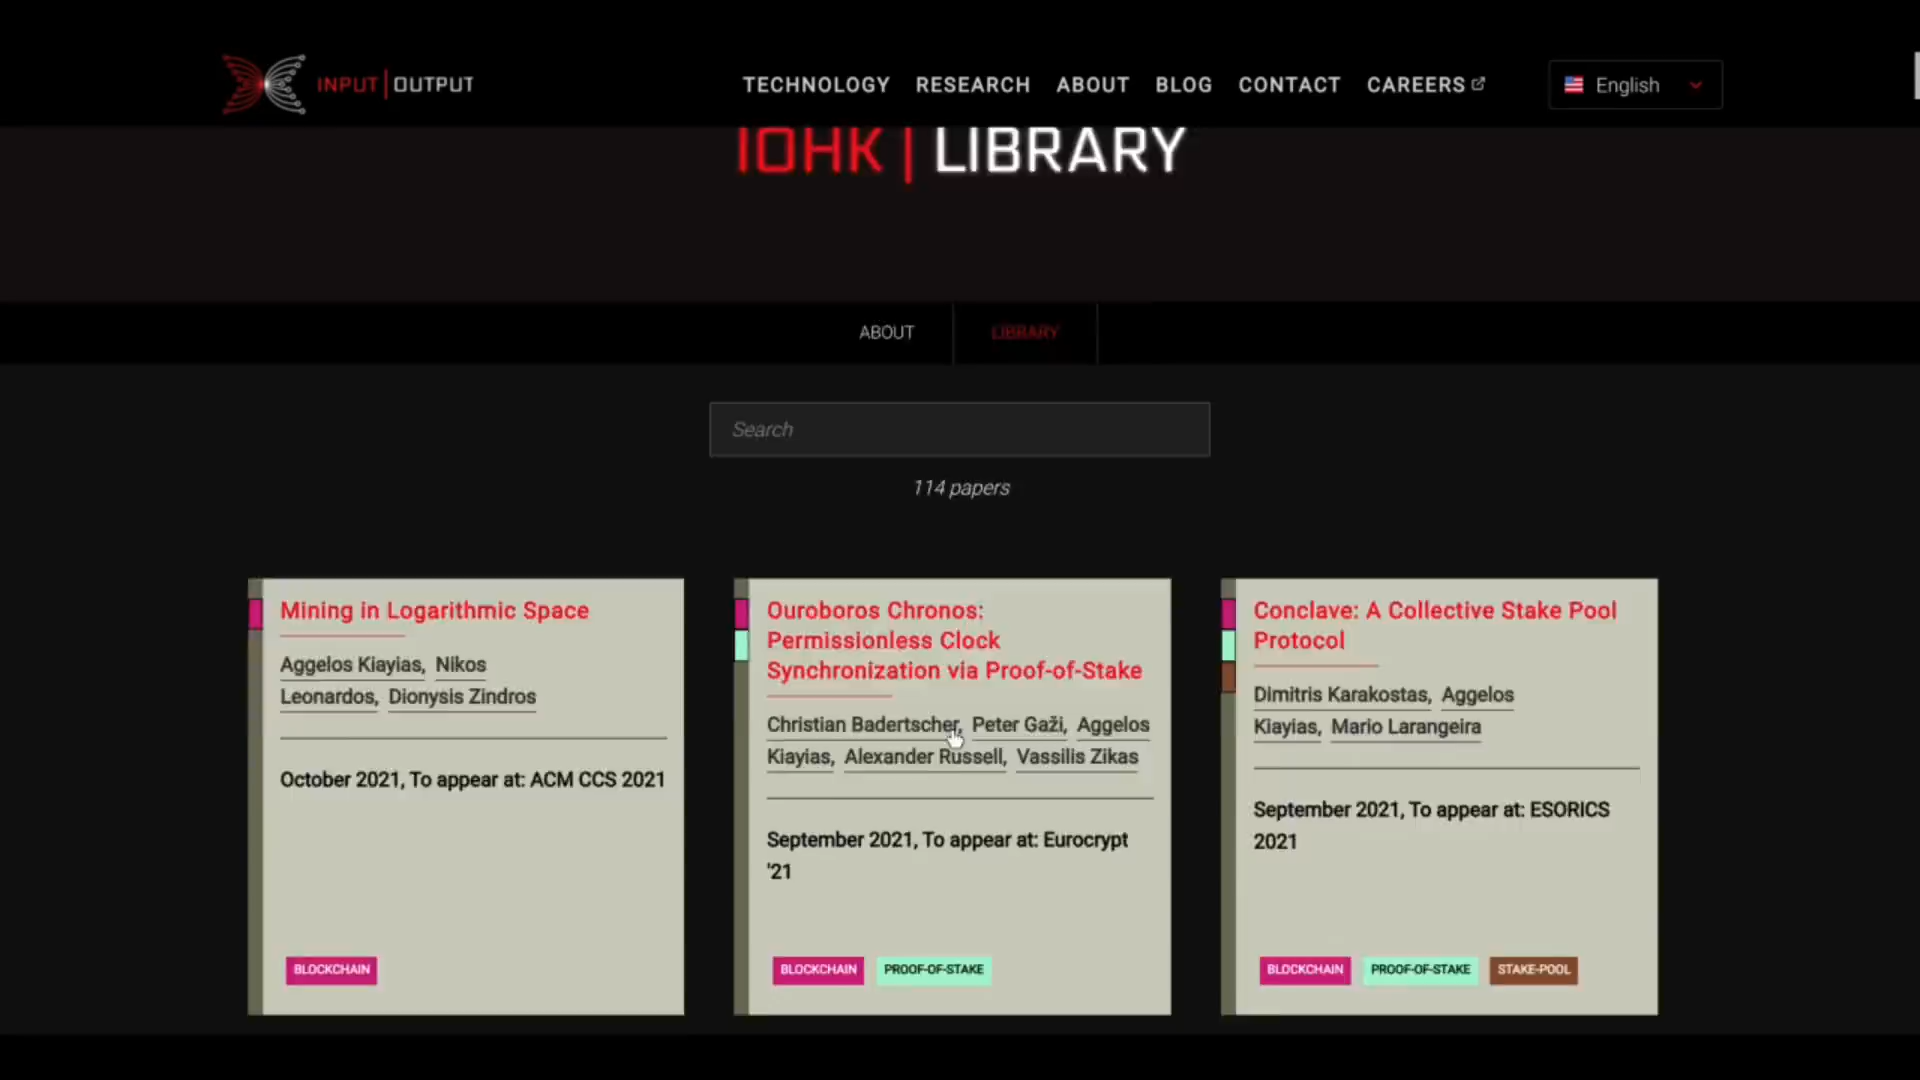 INPUT | OUTPUT
TECHNOLOGY RESEARCH ABOUT BLOG CONTACT CAREERS
English
IOHK | LIBRARY
ABOUT
LIBRARY
Search
114 papers
Mining in Logarithmic Space
Aggelos Kiayias, Nikos
Leonardos, Dionysis Zindros
October 2021, To appear at: ACM CCS 2021
BLOCKCHAIN
Ouroboros Chronos:
Permissionless Clock
Synchronization via Proof-of-Stake
Christian Badertscher, Peter Gaži, Aggelos
Kiayias, Alexander Russell, Vassilis Zikas
September 2021, To appear at: Eurocrypt
'21
BLOCKCHAIN PROOF-OF-STAKE
Conclave: A Collective Stake Pool
Protocol
Dimitris Karakostas, Aggelos
Kiayias, Mario Larangeira
September 2021, To appear at: ESORICS
2021
BLOCKCHAIN PROOF-OF-STAKE STAKE-POOL